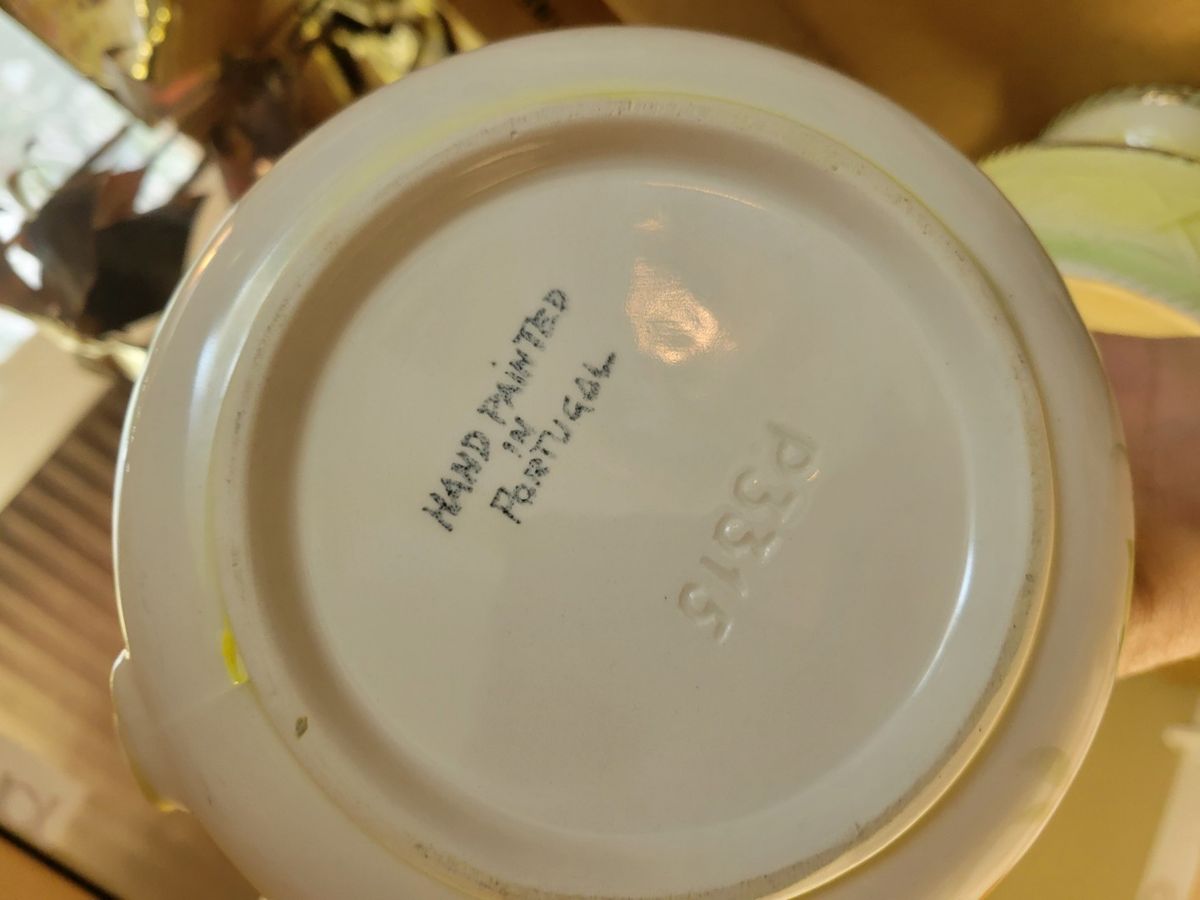 HAND PAINTED
IN
PORTUGAL
P3315